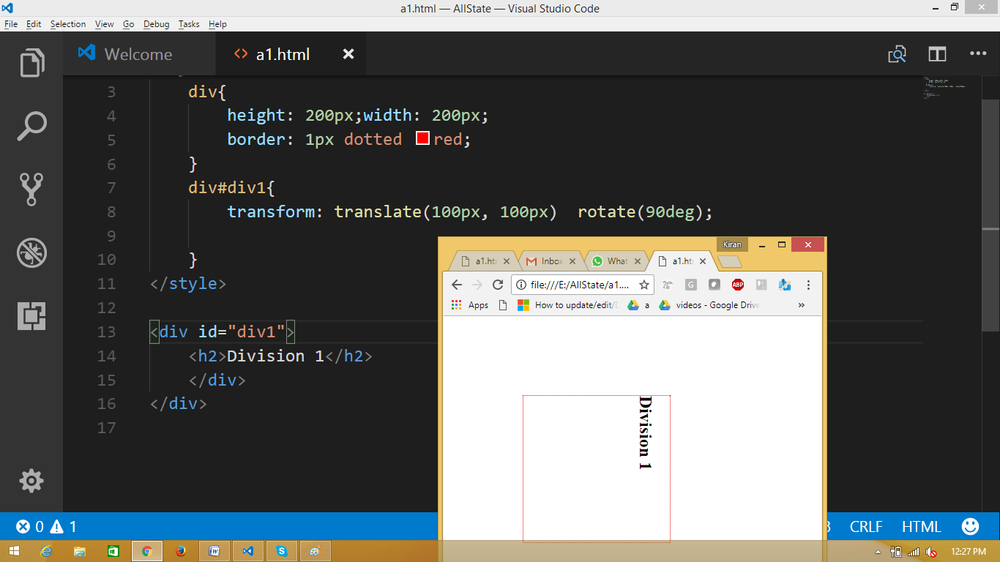 a1.html — AllState — Visual Studio Code
File Edit Selection View Go Debug Tasks Help
Welcome a1.html
3 div{
4 height: 200px;width: 200px;
5 border: 1px dotted red;
6 }
7 div#div1{
8 transform: translate(100px, 100px)  rotate(90deg);
9
10 }
11 </style>
12
13 <div id="div1">
14 <h2>Division 1</h2>
15 </div>
16 </div>
17
Kiran
a1.ht Inbox What a1.ht
file:///E:/AllState/a1.... G ABP
Apps How to update/edit/ a videos - Google Drive »
Division 1
0 1 CRLF HTML
12:27 PM